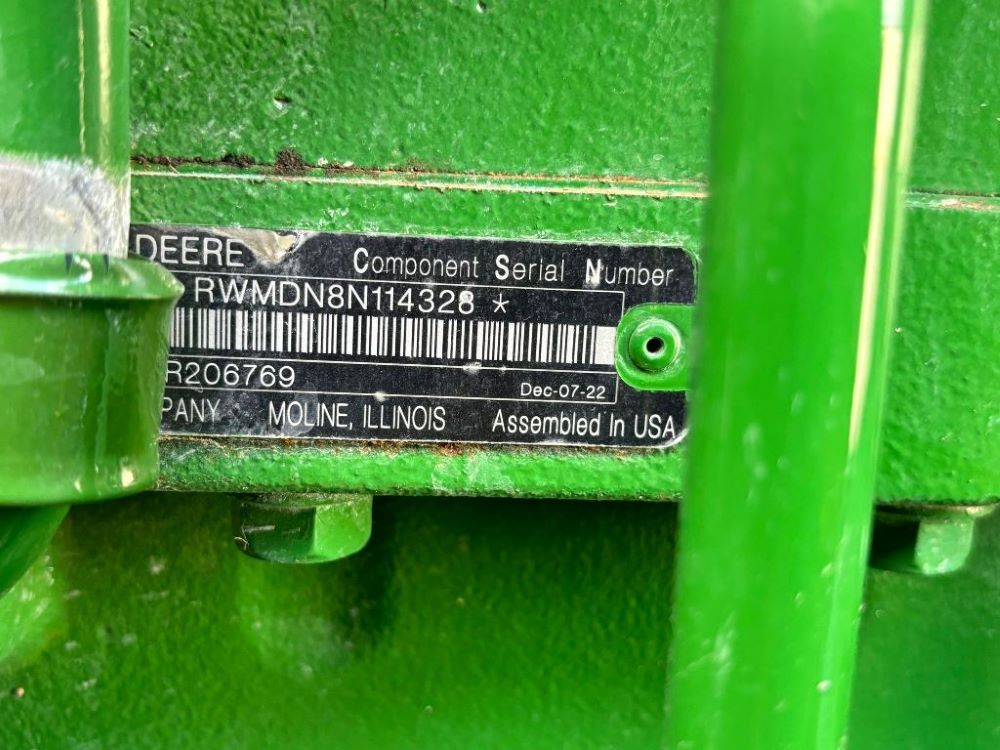 DEERE
Component Serial Number
RWMDN8N114328 *
R206769
Dec-07-22
PANY MOLINE, ILLINOIS Assembled In USA